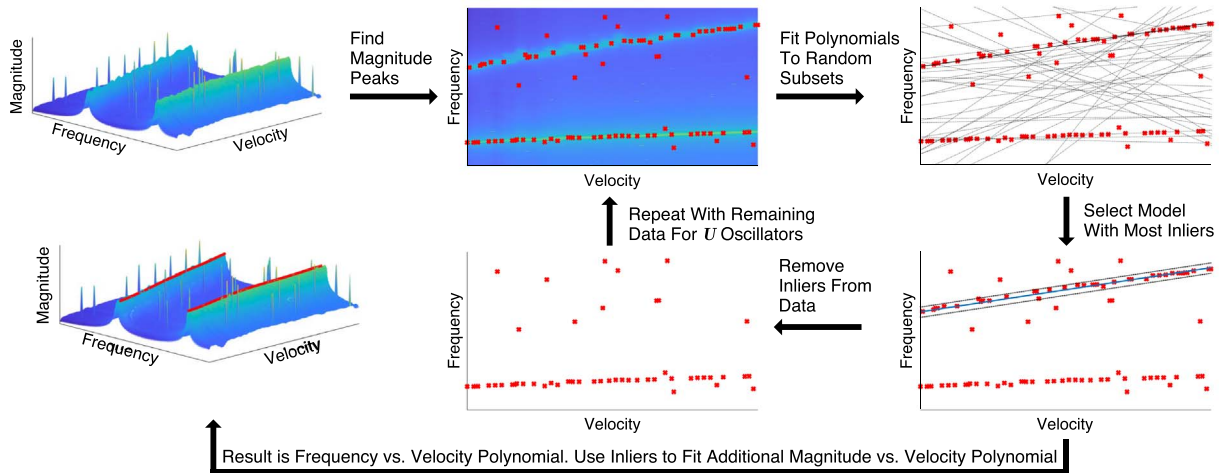 Magnitude
Frequency
Velocity
Find
Magnitude
Peaks
Frequency
Velocity
Fit Polynomials
To Random
Subsets
Frequency
Velocity
Select Model
With Most Inliers
Frequency
Velocity
Remove
Inliers From
Data
Frequency
Velocity
Repeat With Remaining
Data For U Oscillators
Magnitude
Frequency
Velocity
Result is Frequency vs. Velocity Polynomial. Use Inliers to Fit Additional Magnitude vs. Velocity Polynomial